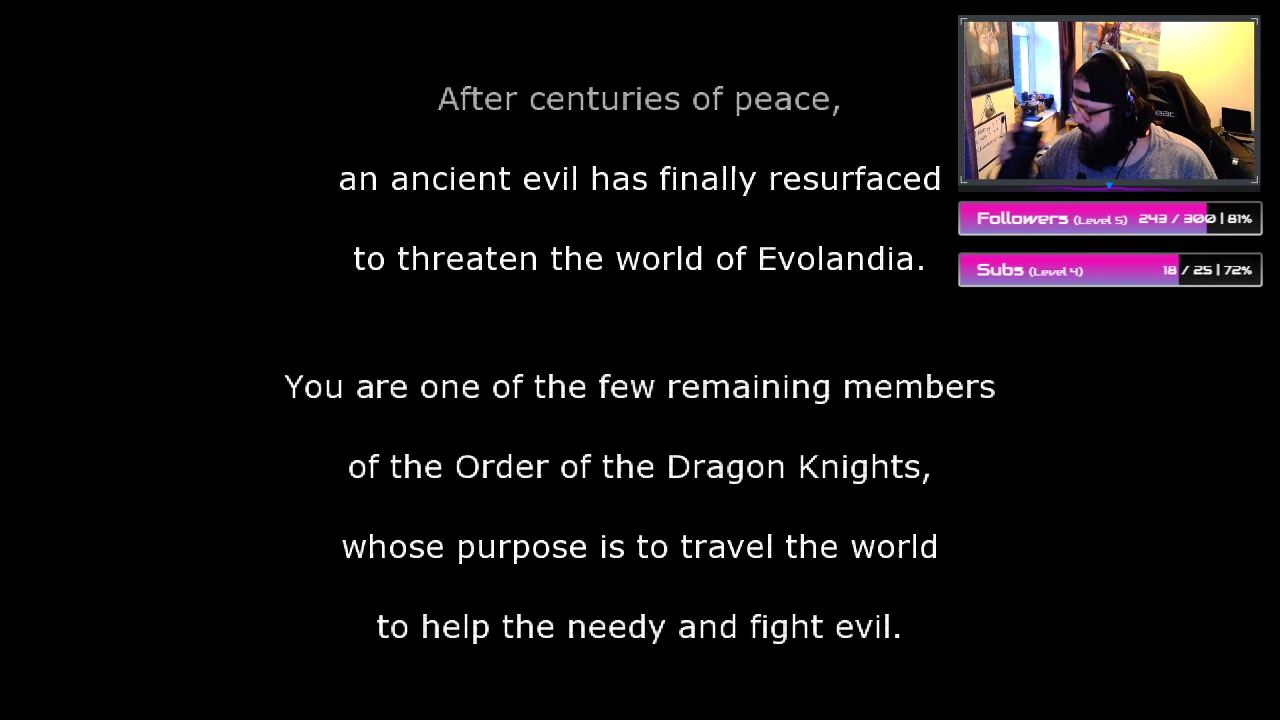 After centuries of peace,
an ancient evil has finally resurfaced
to threaten the world of Evolandia.
You are one of the few remaining members
of the Order of the Dragon Knights,
whose purpose is to travel the world
to help the needy and fight evil.
Followers (Level 5) 243 / 300 | 81%
Subs (Level 4) 18 / 25 | 72%